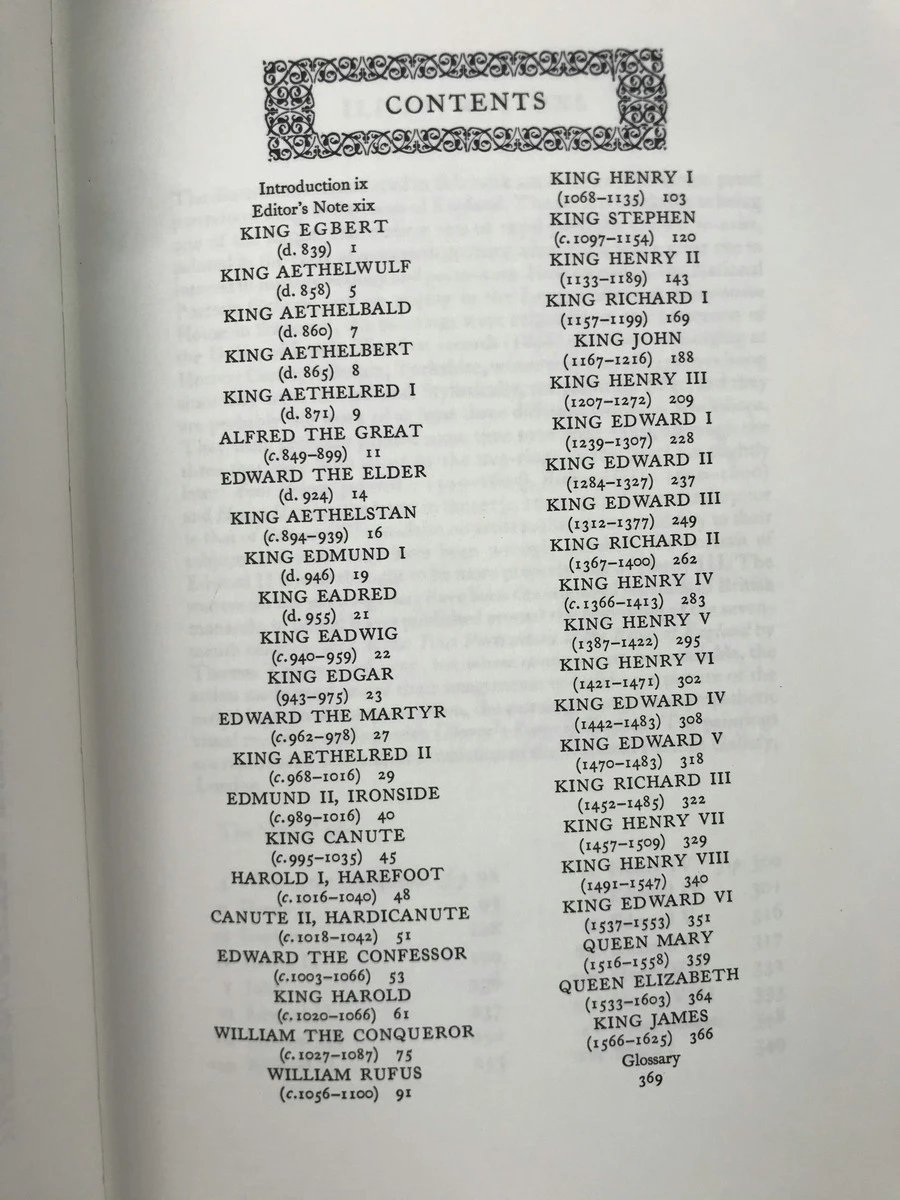 CONTENTS
Introduction ix
Editor's Note xix
KING EGBERT
(d. 839) 1
KING AETHELWULF
(d. 858) 5
KING AETHELBALD
(d. 860) 7
KING AETHELBERT
(d. 865) 8
KING AETHELRED I
(d. 871) 9
ALFRED THE GREAT
(c. 849–899) 11
EDWARD THE ELDER
(d. 924) 14
KING AETHELSTAN
(c. 894–939) 16
KING EDMUND I
(d. 946) 19
KING EADRED
(d. 955) 21
KING EADWIG
(c. 940–959) 22
KING EDGAR
(943–975) 23
EDWARD THE MARTYR
(c. 962–978) 27
KING AETHELRED II
(c. 968–1016) 29
EDMUND II, IRONSIDE
(c. 989–1016) 40
KING CANUTE
(c. 995–1035) 45
HAROLD I, HAREFOOT
(c. 1016–1040) 48
CANUTE II, HARDICANUTE
(c. 1018–1042) 51
EDWARD THE CONFESSOR
(c. 1003–1066) 53
KING HAROLD
(c. 1020–1066) 61
WILLIAM THE CONQUEROR
(c. 1027–1087) 75
WILLIAM RUFUS
(c. 1056–1100) 91
KING HENRY I
(1068–1135) 103
KING STEPHEN
(c. 1097–1154) 120
KING HENRY II
(1133–1189) 143
KING RICHARD I
(1157–1199) 169
KING JOHN
(1167–1216) 188
KING HENRY III
(1207–1272) 209
KING EDWARD I
(1239–1307) 228
KING EDWARD II
(1284–1327) 237
KING EDWARD III
(1312–1377) 249
KING RICHARD II
(1367–1400) 262
KING HENRY IV
(c. 1366–1413) 283
KING HENRY V
(1387–1422) 295
KING HENRY VI
(1421–1471) 302
KING EDWARD IV
(1442–1483) 308
KING EDWARD V
(1470–1483) 318
KING RICHARD III
(1452–1485) 322
KING HENRY VII
(1457–1509) 329
KING HENRY VIII
(1491–1547) 340
KING EDWARD VI
(1537–1553) 351
QUEEN MARY
(1516–1558) 359
QUEEN ELIZABETH
(1533–1603) 364
KING JAMES
(1566–1625) 366
Glossary
369